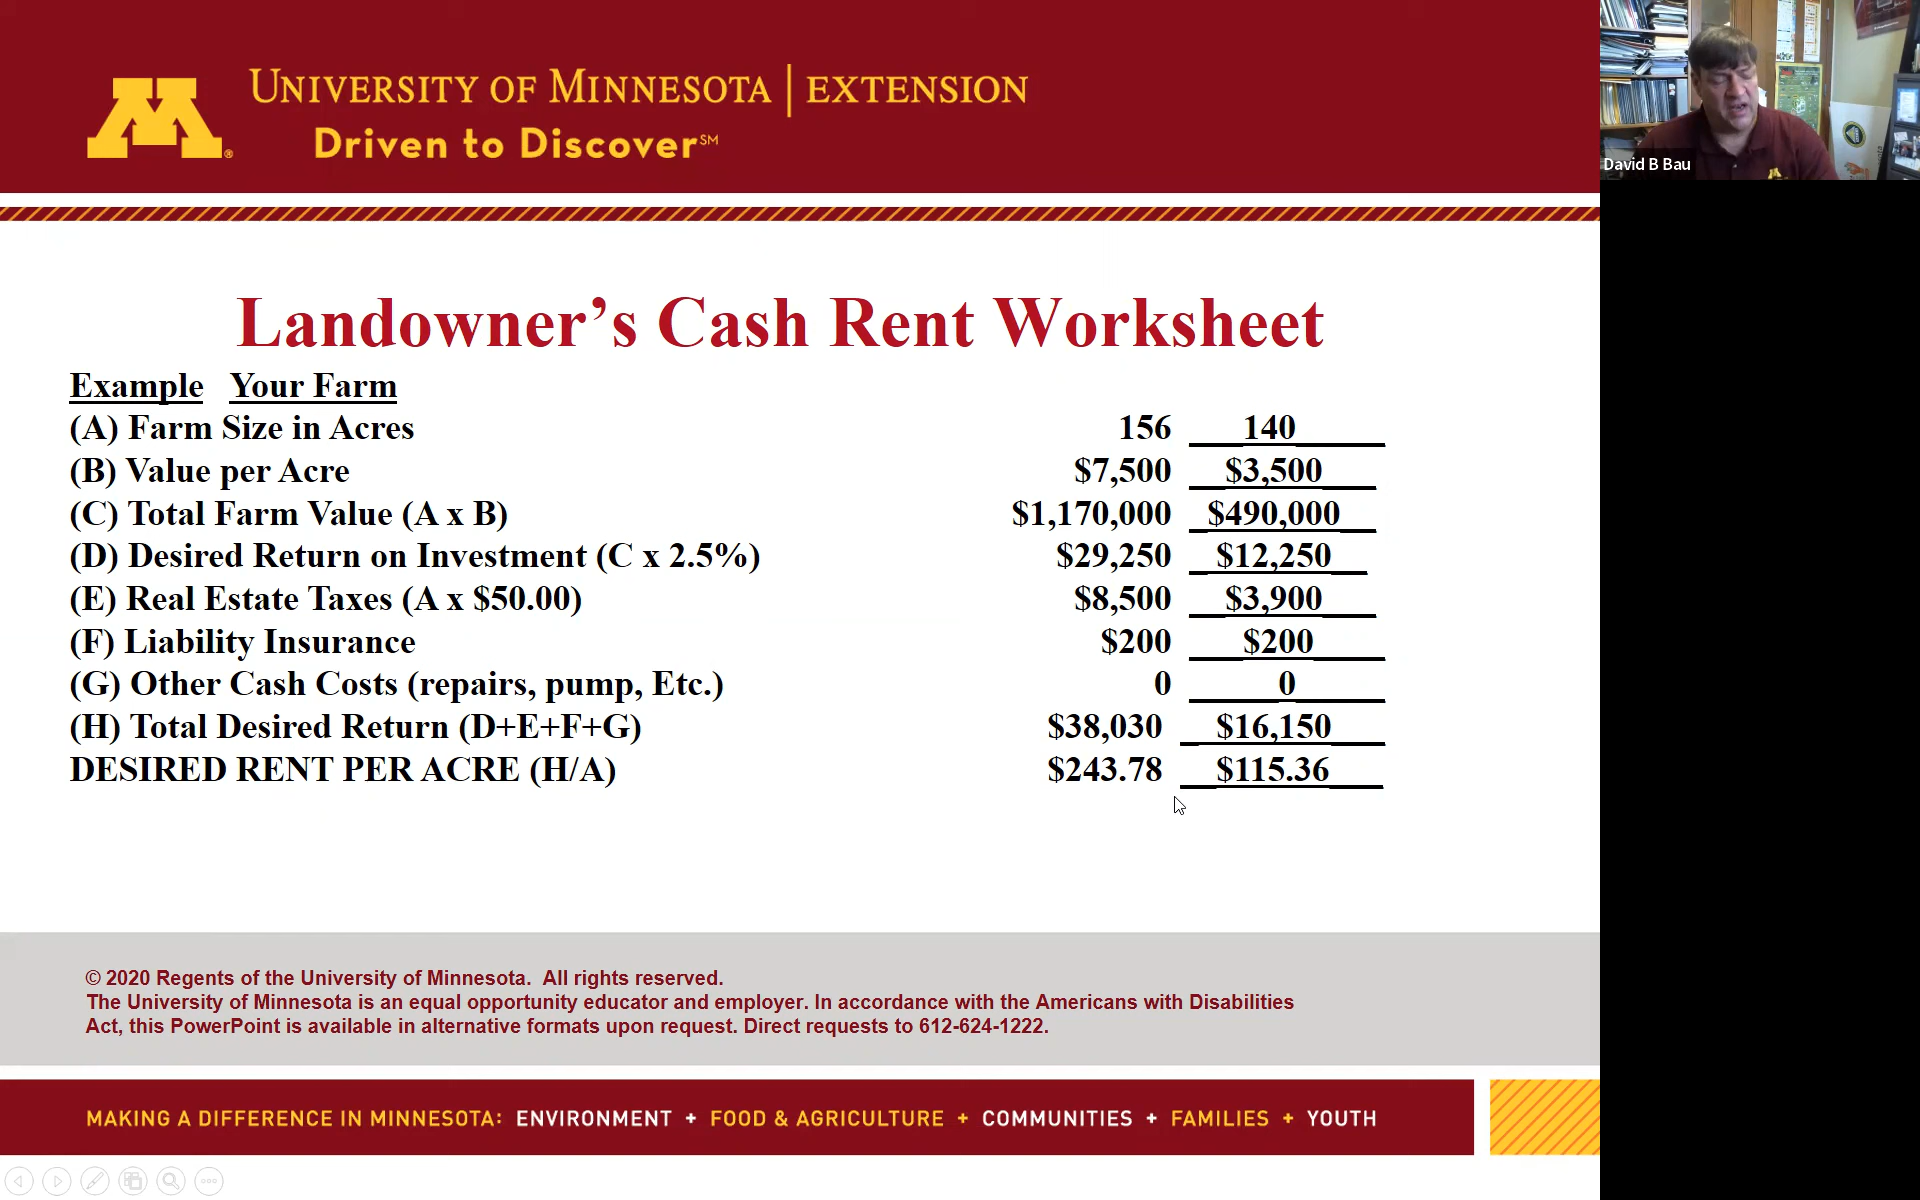 UNIVERSITY OF MINNESOTA | EXTENSION
Driven to Discover℠
David B Bau
Landowner’s Cash Rent Worksheet
Example Your Farm
(A) Farm Size in Acres 156 140
(B) Value per Acre $7,500 $3,500
(C) Total Farm Value (A x B) $1,170,000 $490,000
(D) Desired Return on Investment (C x 2.5%) $29,250 $12,250
(E) Real Estate Taxes (A x $50.00) $8,500 $3,900
(F) Liability Insurance $200 $200
(G) Other Cash Costs (repairs, pump, Etc.) 0 0
(H) Total Desired Return (D+E+F+G) $38,030 $16,150
DESIRED RENT PER ACRE (H/A) $243.78 $115.36
© 2020 Regents of the University of Minnesota. All rights reserved.
The University of Minnesota is an equal opportunity educator and employer. In accordance with the Americans with Disabilities
Act, this PowerPoint is available in alternative formats upon request. Direct requests to 612-624-1222.
MAKING A DIFFERENCE IN MINNESOTA: ENVIRONMENT + FOOD & AGRICULTURE + COMMUNITIES + FAMILIES + YOUTH